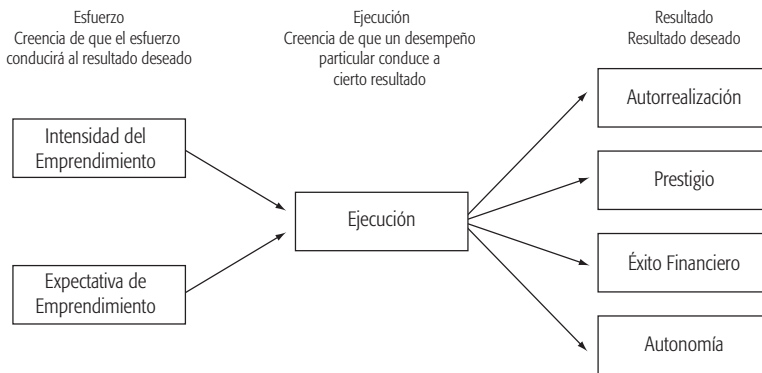 Esfuerzo
Creencia de que el esfuerzo
conducirá al resultado deseado
Ejecución
Creencia de que un desempeño
particular conduce a
cierto resultado
Resultado
Resultado deseado
Intensidad del
Emprendimiento
Expectativa de
Emprendimiento
Ejecución
Autorrealización
Prestigio
Éxito Financiero
Autonomía